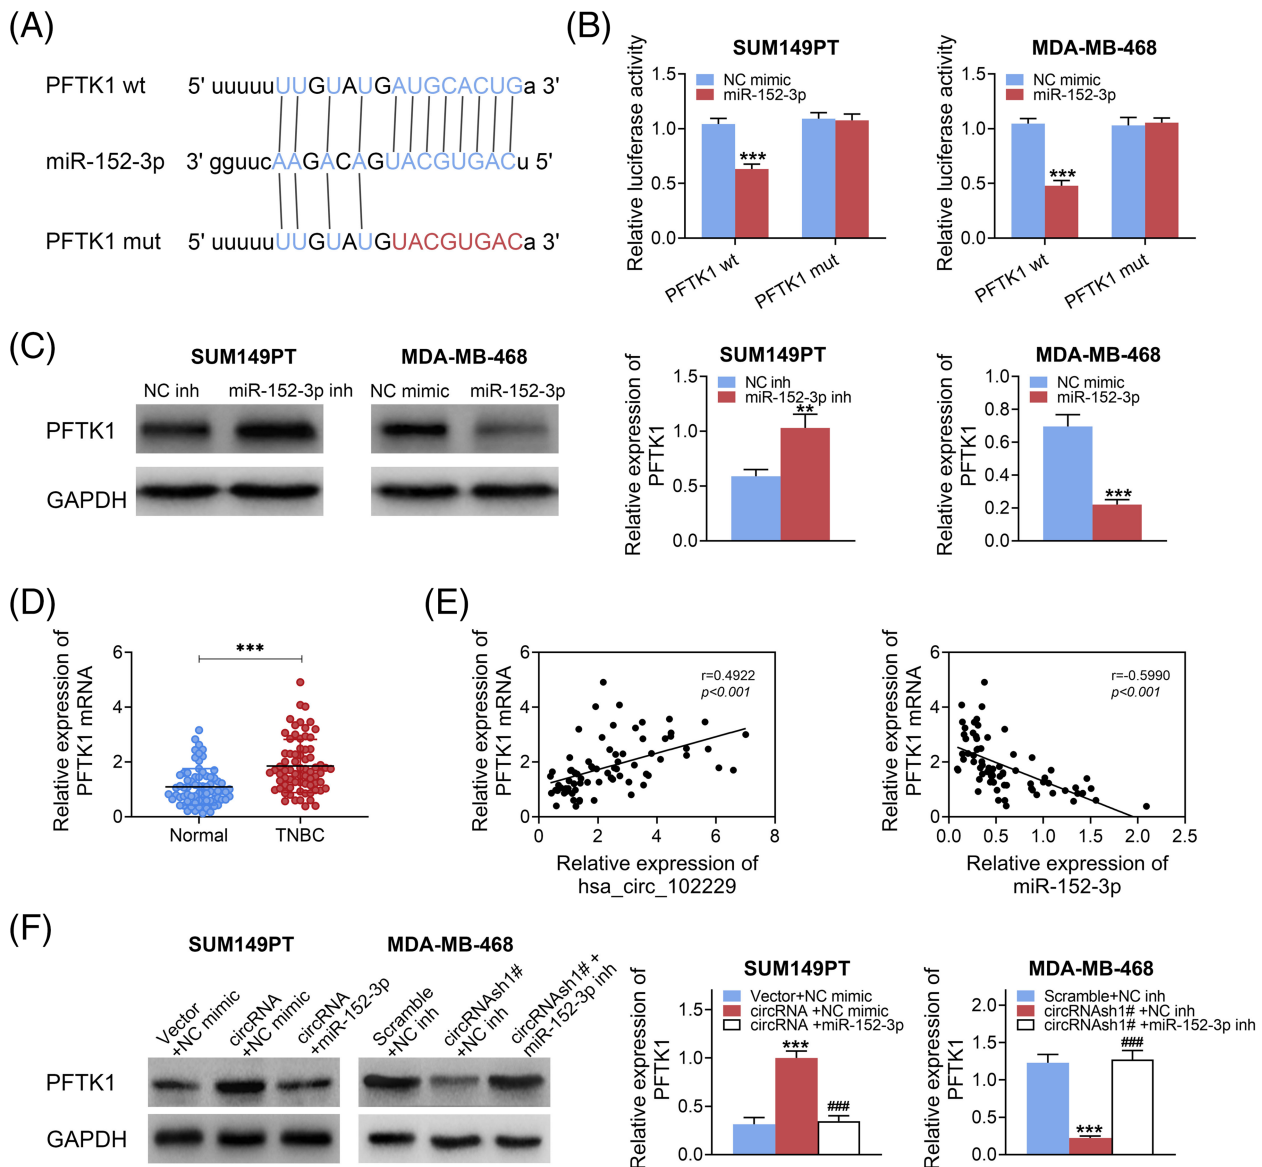 (A)
PFTK1 wt 5' uuuuuUUGUAUGAUGCACUGa 3'
miR-152-3p 3' gguucAAGACAGUACGUGACu 5'
PFTK1 mut 5' uuuuuUUGUAUGUACGUGACa 3'
(B)
SUM149PT
Relative luciferase activity
NC mimic
miR-152-3p
1.5
1.0
0.5
0.0
***
PFTK1 wt
PFTK1 mut
MDA-MB-468
Relative luciferase activity
NC mimic
miR-152-3p
1.5
1.0
0.5
0.0
***
PFTK1 wt
PFTK1 mut
(C)
SUM149PT
MDA-MB-468
NC inh
miR-152-3p inh
NC mimic
miR-152-3p
PFTK1
GAPDH
SUM149PT
Relative expression of
PFTK1
NC inh
miR-152-3p inh
1.5
1.0
0.5
0.0
**
MDA-MB-468
Relative expression of
PFTK1
NC mimic
miR-152-3p
1.0
0.8
0.6
0.4
0.2
0.0
***
(D)
Relative expression of
PFTK1 mRNA
6
4
2
0
***
Normal
TNBC
(E)
Relative expression of
PFTK1 mRNA
6
4
2
0
r=0.4922
p<0.001
0 2 4 6 8
Relative expression of
hsa_circ_102229
Relative expression of
PFTK1 mRNA
6
4
2
0
r=-0.5990
p<0.001
0.0 0.5 1.0 1.5 2.0 2.5
Relative expression of
miR-152-3p
(F)
SUM149PT
MDA-MB-468
Vector
+NC mimic
circRNA
+NC mimic
circRNA
+miR-152-3p
Scramble
+NC inh
circRNAsh1#
+NC inh
circRNAsh1# +
miR-152-3p inh
PFTK1
GAPDH
SUM149PT
Relative expression of
PFTK1
Vector+NC mimic
circRNA +NC mimic
circRNA +miR-152-3p
1.5
1.0
0.5
0.0
***
###
MDA-MB-468
Relative expression of
PFTK1
Scramble+NC inh
circRNAsh1# +NC inh
circRNAsh1# +miR-152-3p inh
2.0
1.5
1.0
0.5
0.0
***
###